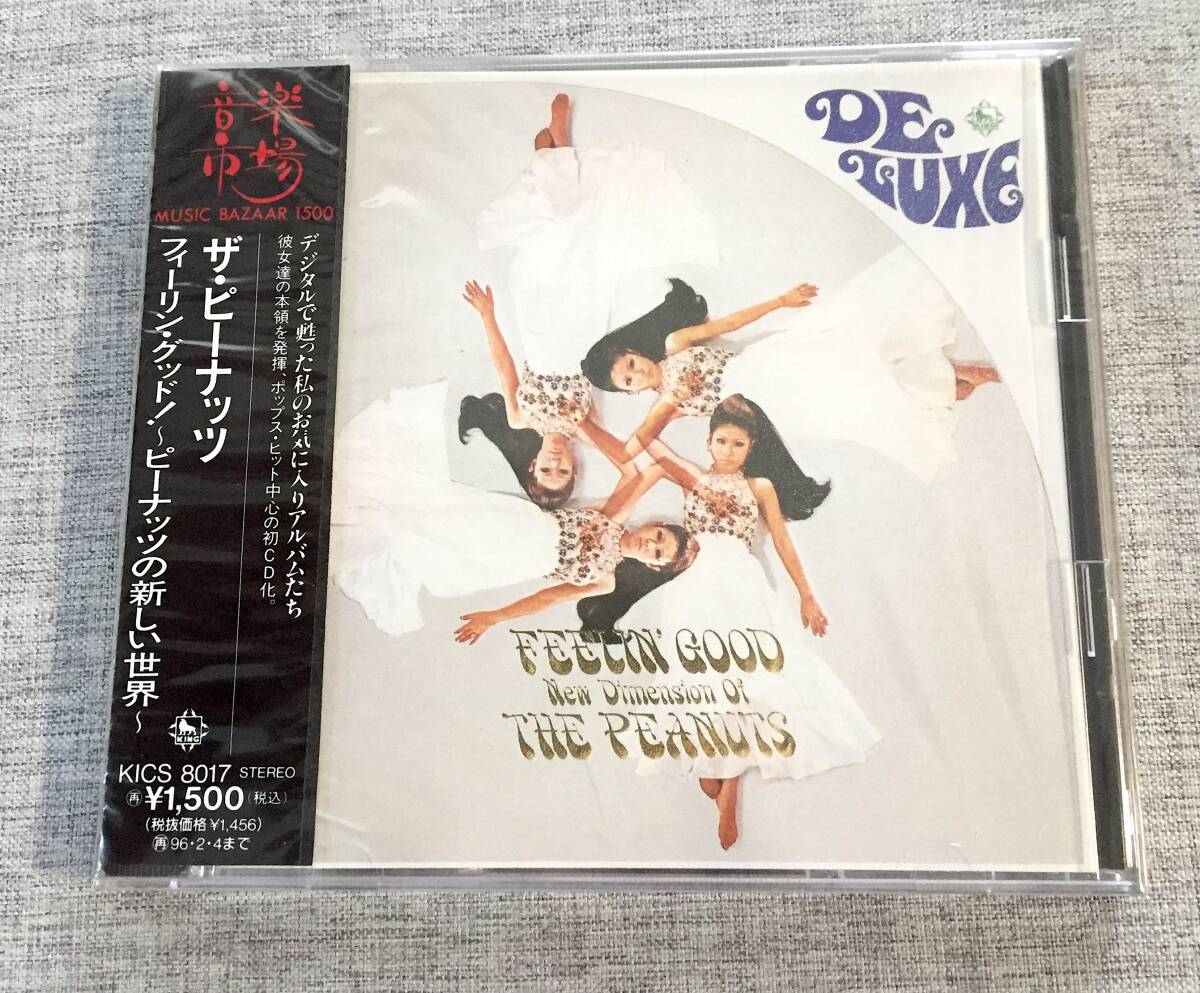 音楽
市場
MUSIC BAZAAR 1500
デジタルで甦った私のお気に入りアルバムたち
彼女達の本領を発揮、ポップス・ヒット中心の初CD化。
ザ・ピーナッツ
フィーリン・グッド!〜ピーナッツの新しい世界〜
KING
KICS 8017 STEREO
再¥1,500(税込)
(税抜価格¥1,456)
再96・2・4まで
DE
LUXE
FEELIN' GOOD
New Dimension Of
THE PEANUTS